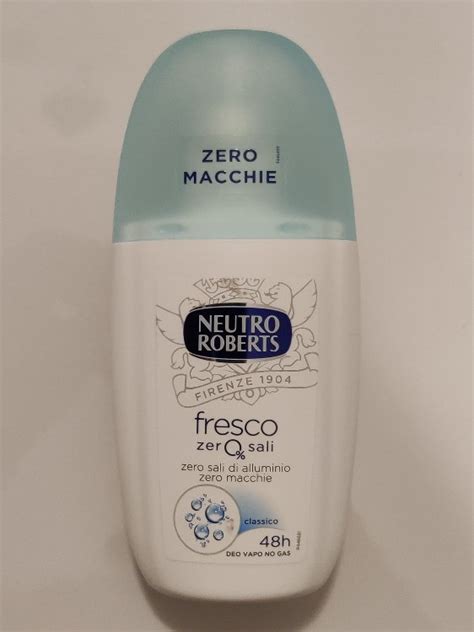 ZERO
MACCHIE
NEUTRO
ROBERTS
FIRENZE 1904
fresco
zer0% sali
zero sali di alluminio
zero macchie
classico
48h
DEO VAPO NO GAS